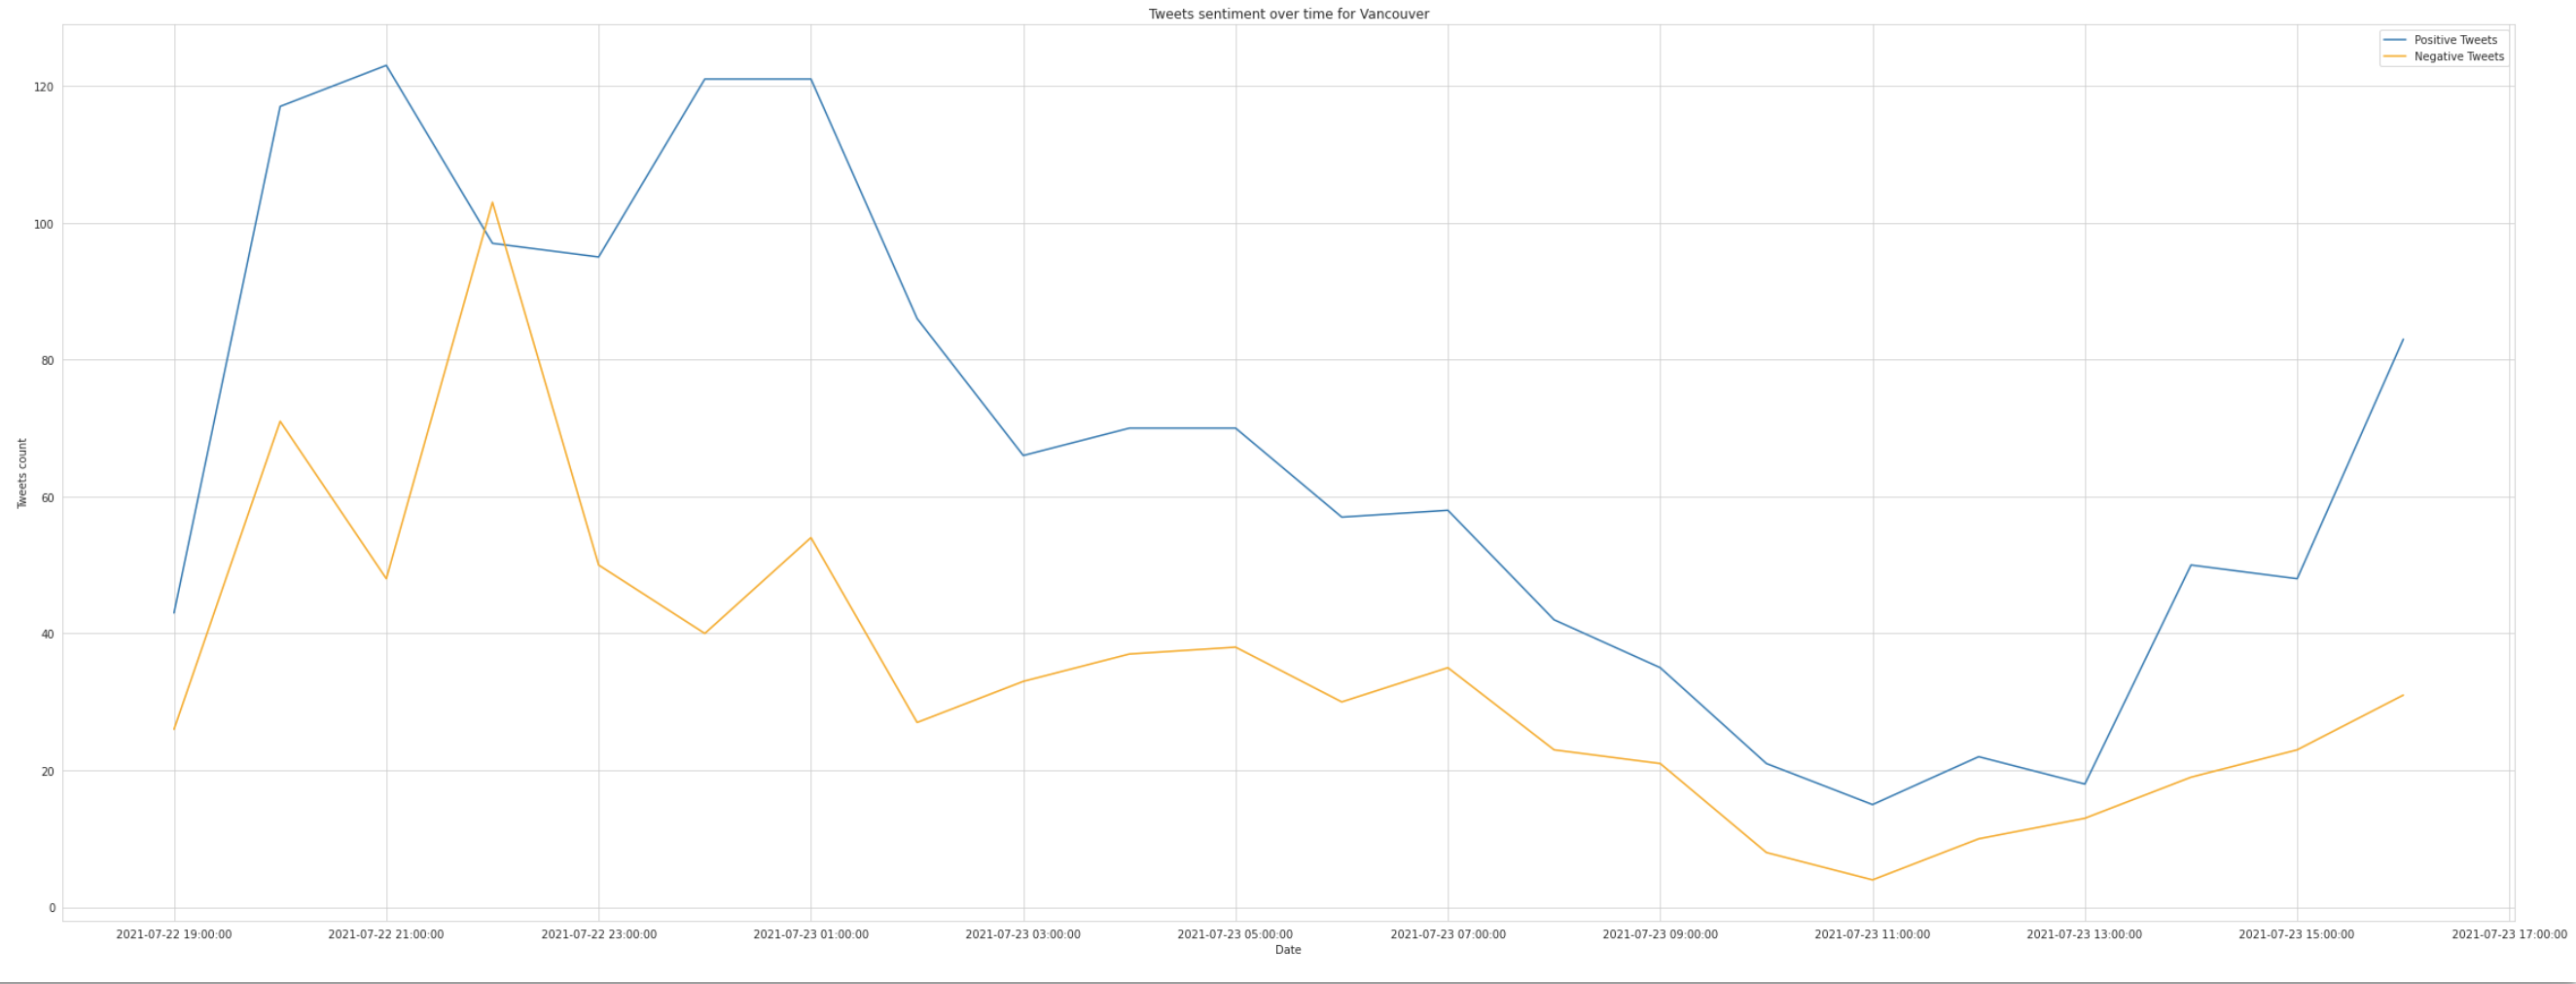 Tweets sentiment over time for Vancouver
Positive Tweets
Negative Tweets
120
100
80
60
40
20
0
Tweets count
2021-07-22 19:00:00 2021-07-22 21:00:00 2021-07-22 23:00:00 2021-07-23 01:00:00 2021-07-23 03:00:00 2021-07-23 05:00:00 2021-07-23 07:00:00 2021-07-23 09:00:00 2021-07-23 11:00:00 2021-07-23 13:00:00 2021-07-23 15:00:00 2021-07-23 17:00:00
Date